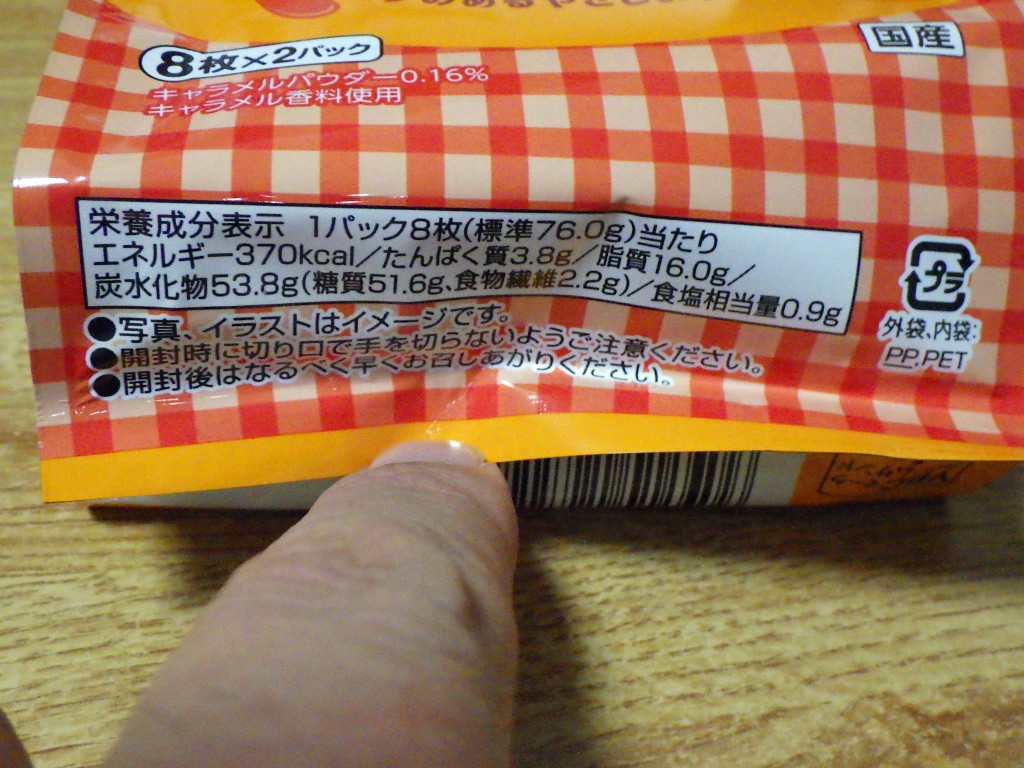 のあるやさしい
国産
8枚×2パック
キャラメルパウダー0.16%
キャラメル香料使用
栄養成分表示 1パック8枚(標準76.0g)当たり
エネルギー370kcal/たんぱく質3.8g/脂質16.0g/
炭水化物53.8g(糖質51.6g、食物繊維2.2g)/食塩相当量0.9g
プラ
外袋、内袋:
PP,PET
●写真、イラストはイメージです。
●開封時に切り口で手を切らないようご注意ください。
●開封後はなるべく早くお召しあがりください。